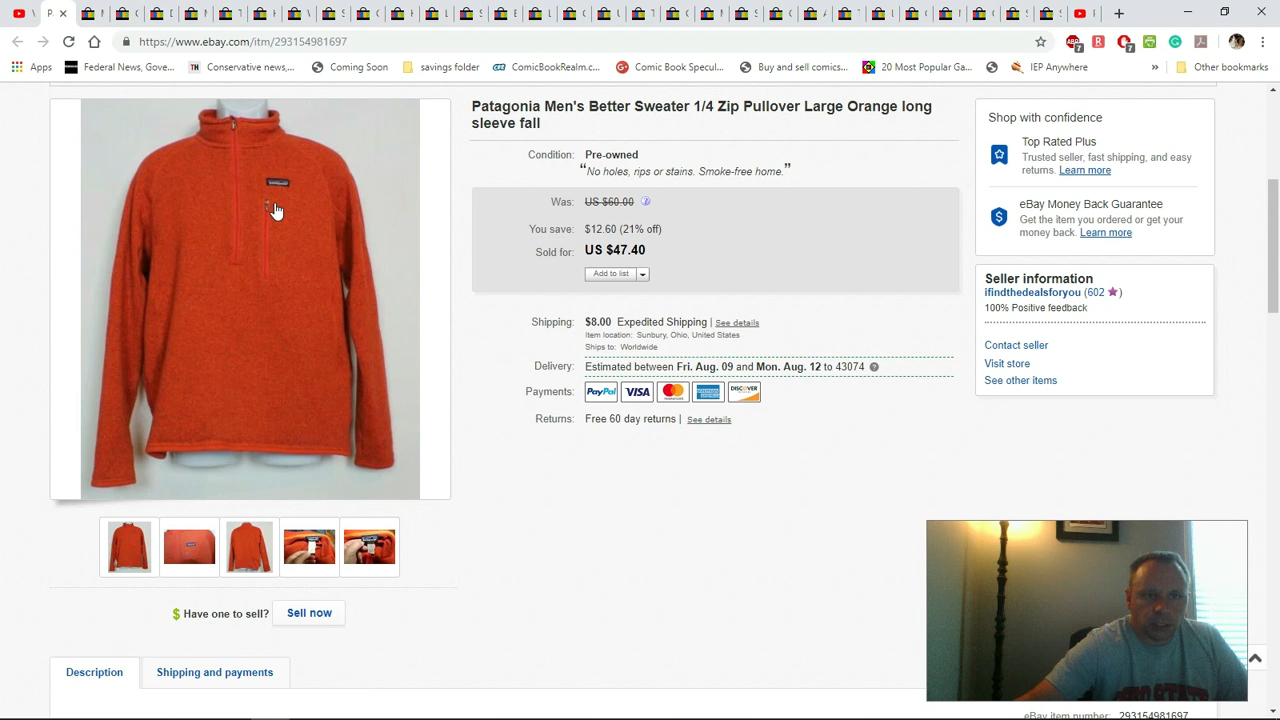 https://www.ebay.com/itm/293154981697
Apps
Federal News, Gove...
Conservative news,...
Coming Soon
savings folder
ComicBookRealm.c...
Comic Book Specul...
Buy and sell comics...
20 Most Popular Ga...
IEP Anywhere
»
Other bookmarks
Patagonia Men's Better Sweater 1/4 Zip Pullover Large Orange long
sleeve fall
Condition: Pre-owned
“No holes, rips or stains. Smoke-free home.”
Was: US $60.00
You save: $12.60 (21% off)
Sold for: US $47.40
Add to list
Shipping: $8.00 Expedited Shipping | See details
Item location: Sunbury, Ohio, United States
Ships to: Worldwide
Delivery: Estimated between Fri. Aug. 09 and Mon. Aug. 12 to 43074
Payments: PayPal VISA MasterCard AMERICAN EXPRESS DISCOVER
Returns: Free 60 day returns | See details
Shop with confidence
Top Rated Plus
Trusted seller, fast shipping, and easy
returns. Learn more
eBay Money Back Guarantee
Get the item you ordered or get your
money back. Learn more
Seller information
ifindthedealsforyou (602)
100% Positive feedback
Contact seller
Visit store
See other items
Have one to sell? Sell now
Description
Shipping and payments
eBay item number: 293154981697